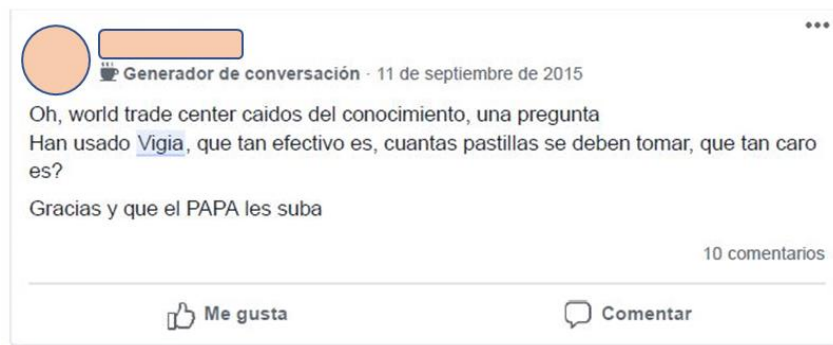 Generador de conversación · 11 de septiembre de 2015
Oh, world trade center caidos del conocimiento, una pregunta
Han usado Vigia, que tan efectivo es, cuantas pastillas se deben tomar, que tan caro
es?
Gracias y que el PAPA les suba
10 comentarios
Me gusta
Comentar